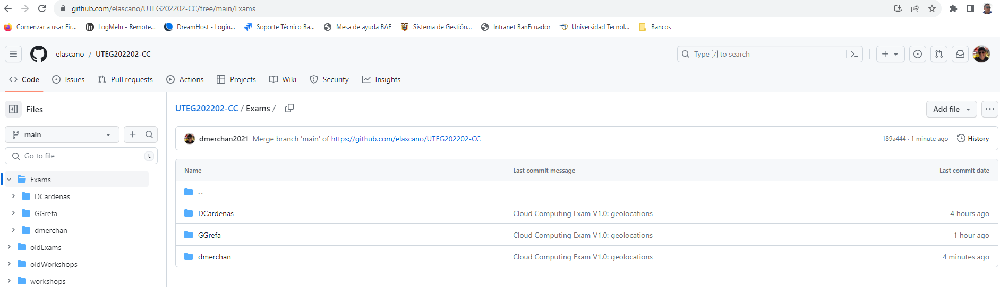 github.com/elascano/UTEG202202-CC/tree/main/Exams
Comenzar a usar Fir... LogMeIn - Remote... DreamHost - Login... Soporte Técnico Ba... Mesa de ayuda BAE Sistema de Gestión... Intranet BanEcuador Universidad Tecnol... Bancos
elascano / UTEG202202-CC Type / to search
Code Issues Pull requests Actions Projects Wiki Security Insights
Files
main
Go to file t
Exams
DCardenas
GGrefa
dmerchan
oldExams
oldWorkshops
workshops
UTEG202202-CC / Exams / Add file
dmerchan2021 Merge branch 'main' of https://github.com/elascano/UTEG202202-CC 189a444 · 1 minute ago History
Name Last commit message Last commit date
..
DCardenas Cloud Computing Exam V1.0: geolocations 4 hours ago
GGrefa Cloud Computing Exam V1.0: geolocations 1 hour ago
dmerchan Cloud Computing Exam V1.0: geolocations 4 minutes ago